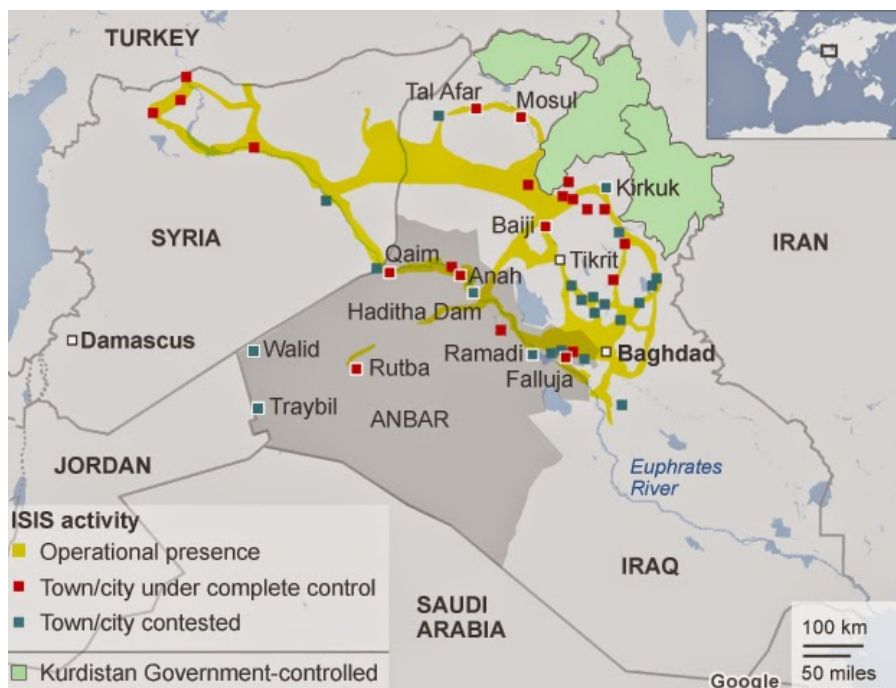 TURKEY
Tal Afar
Mosul
Kirkuk
Baiji
SYRIA
IRAN
Qaim
Tikrit
Anah
Haditha Dam
Damascus
Walid
Ramadi
Baghdad
Rutba
Falluja
Traybil
ANBAR
JORDAN
Euphrates
River
ISIS activity
Operational presence
Town/city under complete control
Town/city contested
Kurdistan Government-controlled
IRAQ
SAUDI
ARABIA
100 km
50 miles
Google